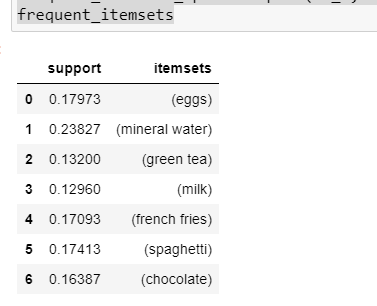 frequent_itemsets
support itemsets
0 0.17973 (eggs)
1 0.23827 (mineral water)
2 0.13200 (green tea)
3 0.12960 (milk)
4 0.17093 (french fries)
5 0.17413 (spaghetti)
6 0.16387 (chocolate)